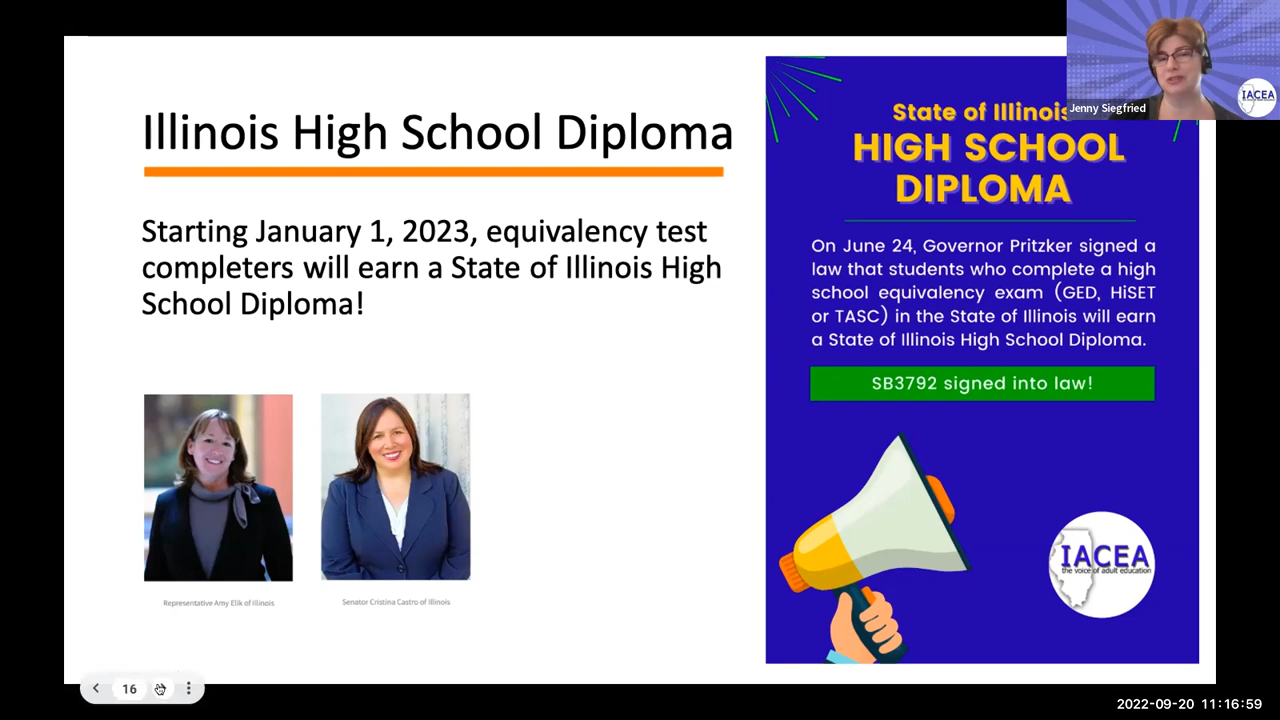 Illinois High School Diploma
Starting January 1, 2023, equivalency test
completers will earn a State of Illinois High
School Diploma!
Representative Amy Elik of Illinois
Senator Cristina Castro of Illinois
State of Illinois
HIGH SCHOOL
DIPLOMA
On June 24, Governor Pritzker signed a
law that students who complete a high
school equivalency exam (GED, HiSET
or TASC) in the State of Illinois will earn
a State of Illinois High School Diploma.
SB3792 signed into law!
IACEA
the voice of adult education
Jenny Siegfried
IACEA
16
2022-09-20 11:16:59